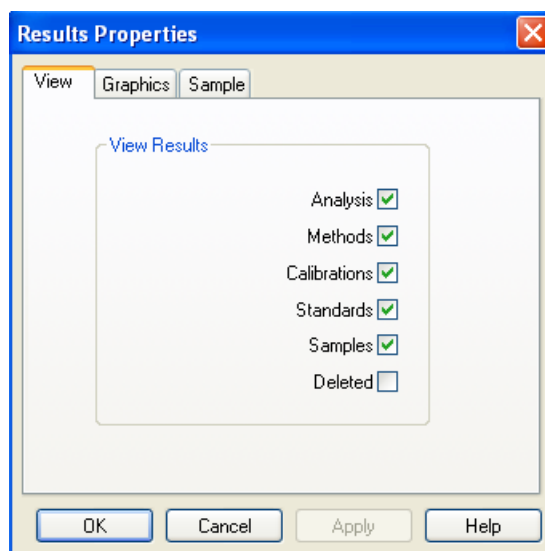 Results Properties
View Graphics Sample
View Results
Analysis
Methods
Calibrations
Standards
Samples
Deleted
OK Cancel Apply Help